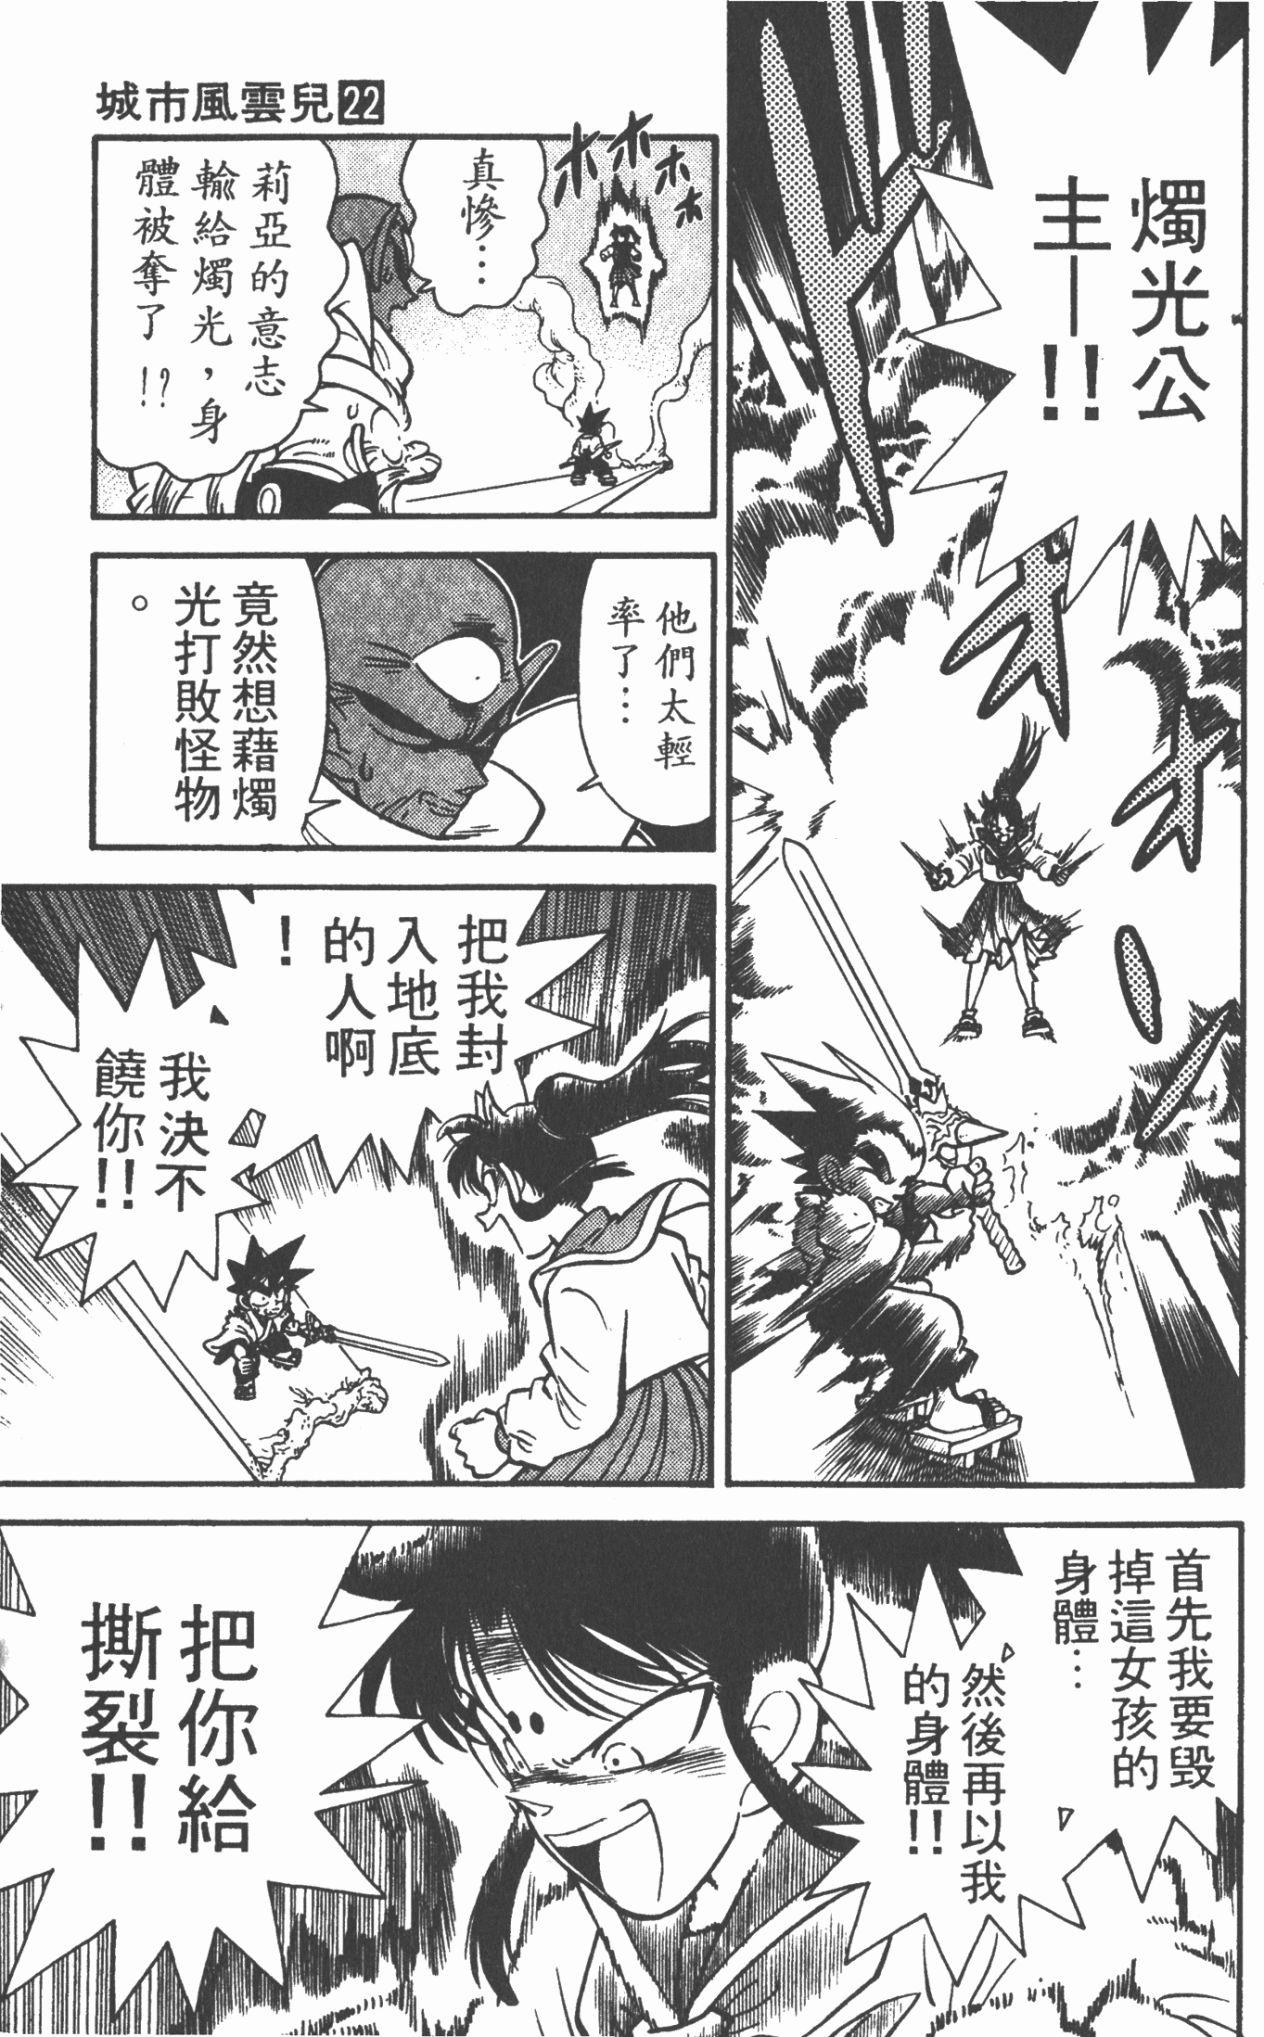 城市風雲兒22
燭光公
主——!!
真慘…
莉亞的意志
輸給燭光，身
體被奪了!?
ホホホホ
他們太輕
率了…
竟然想藉燭
光打敗怪物
。
把我封
入地底
的人啊
！
我決不
饒你!!
首先我要毀
掉這女孩的
身體…
然後再以我
的身體!!
把你給
撕裂!!